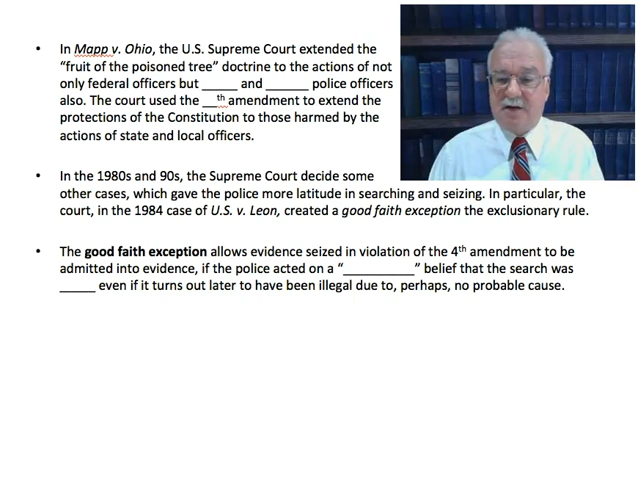 • In Mapp v. Ohio, the U.S. Supreme Court extended the
“fruit of the poisoned tree” doctrine to the actions of not
only federal officers but _____ and ______ police officers
also. The court used the __th amendment to extend the
protections of the Constitution to those harmed by the
actions of state and local officers.
• In the 1980s and 90s, the Supreme Court decide some
other cases, which gave the police more latitude in searching and seizing. In particular, the
court, in the 1984 case of U.S. v. Leon, created a good faith exception the exclusionary rule.
• The good faith exception allows evidence seized in violation of the 4th amendment to be
admitted into evidence, if the police acted on a “__________” belief that the search was
_____ even if it turns out later to have been illegal due to, perhaps, no probable cause.